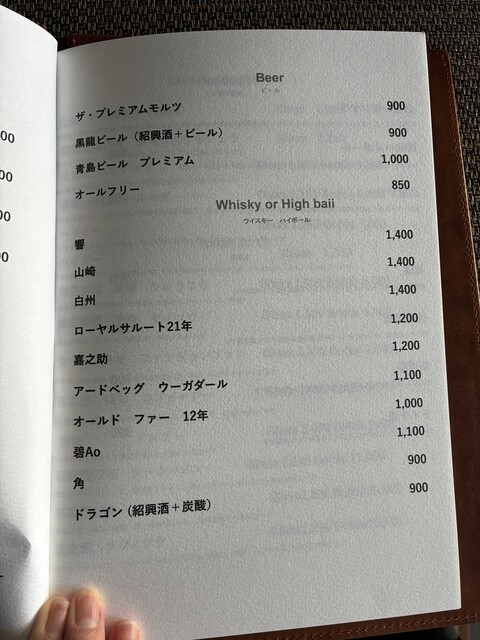 Beer
ビール
ザ・プレミアムモルツ 900
黒龍ビール（紹興酒＋ビール） 900
青島ビール プレミアム 1,000
オールフリー 850
Whisky or High baii
ウイスキー ハイボール
響 1,400
山崎 1,400
白州 1,400
ローヤルサルート21年 1,200
嘉之助 1,200
アードベッグ ウーガダール 1,100
オールド ファー 12年 1,000
碧Ao 1,100
角 900
ドラゴン（紹興酒＋炭酸） 900